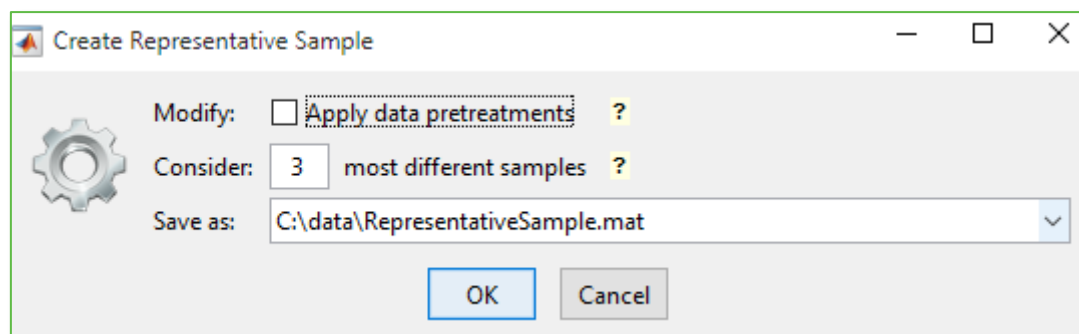 Create Representative Sample
Modify: Apply data pretreatments ?
Consider: 3 most different samples ?
Save as: C:\data\RepresentativeSample.mat
OK Cancel